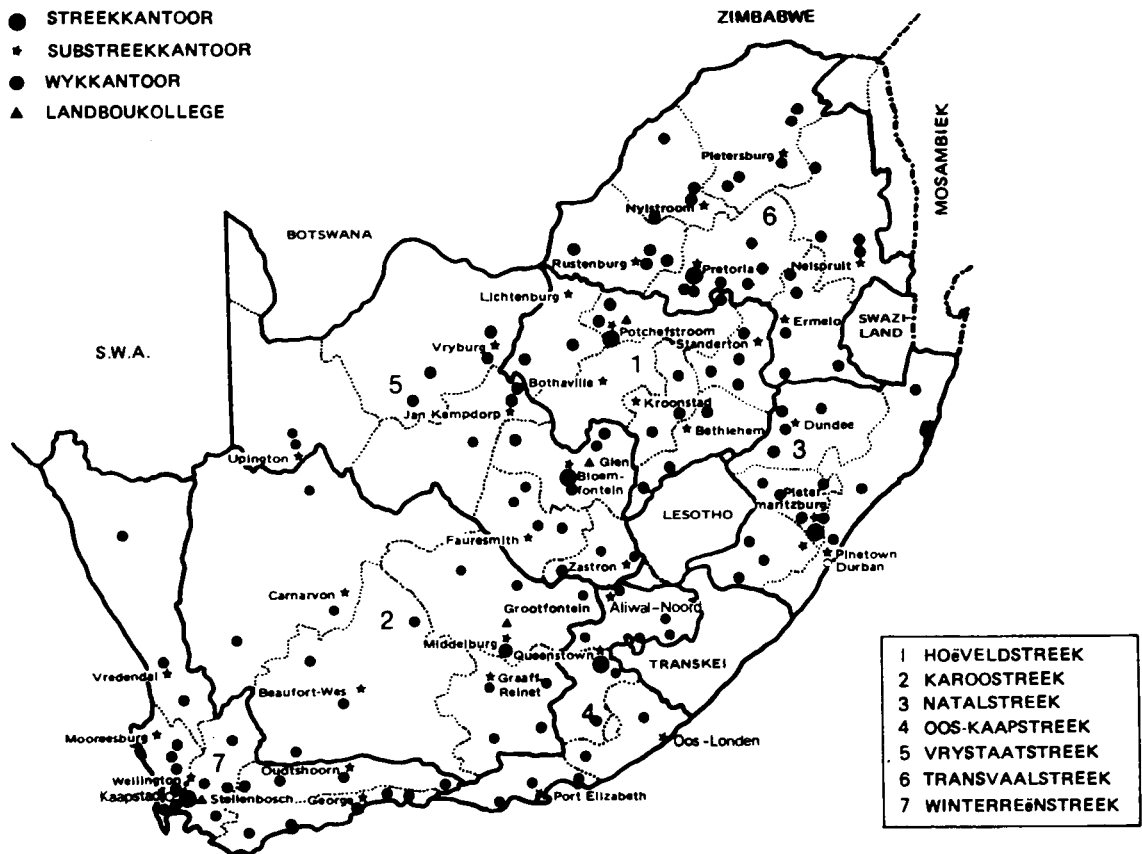 STREEKKANTOOR
SUBSTREEKKANTOOR
WYKKANTOOR
LANDBOUKOLLEGE
ZIMBABWE
MOSAMBIEK
Pietersburg
Nylstroom
6
BOTSWANA
Rustenburg
Pretoria
Nelspruit
Lichtenburg
Ermelo
SWAZI-
LAND
Potchefstroom
Standerton
S.W.A.
Vryburg
1
5
Bothaville
Kroonstad
Jan Kempdorp
Bethlehem
Dundee
3
Upington
Glen
Bloem-
fontein
Pieter
maritzburg
LESOTHO
Fauresmith
Pinetown
Durban
Zastron
Carnarvon
Grootfontein
Aliwal-Noord
2
Middelburg
Queenstown
TRANSKEI
Vredendal
Graaff-
Reinet
Beaufort-Wes
4
Mooreesburg
Oos-Londen
7
Wellington
Oudtshoorn
Kaapstad
Stellenbosch
George
Port Elizabeth
1 HOëVELDSTREEK
2 KAROOSTREEK
3 NATALSTREEK
4 OOS-KAAPSTREEK
5 VRYSTAATSTREEK
6 TRANSVAALSTREEK
7 WINTERREëNSTREEK